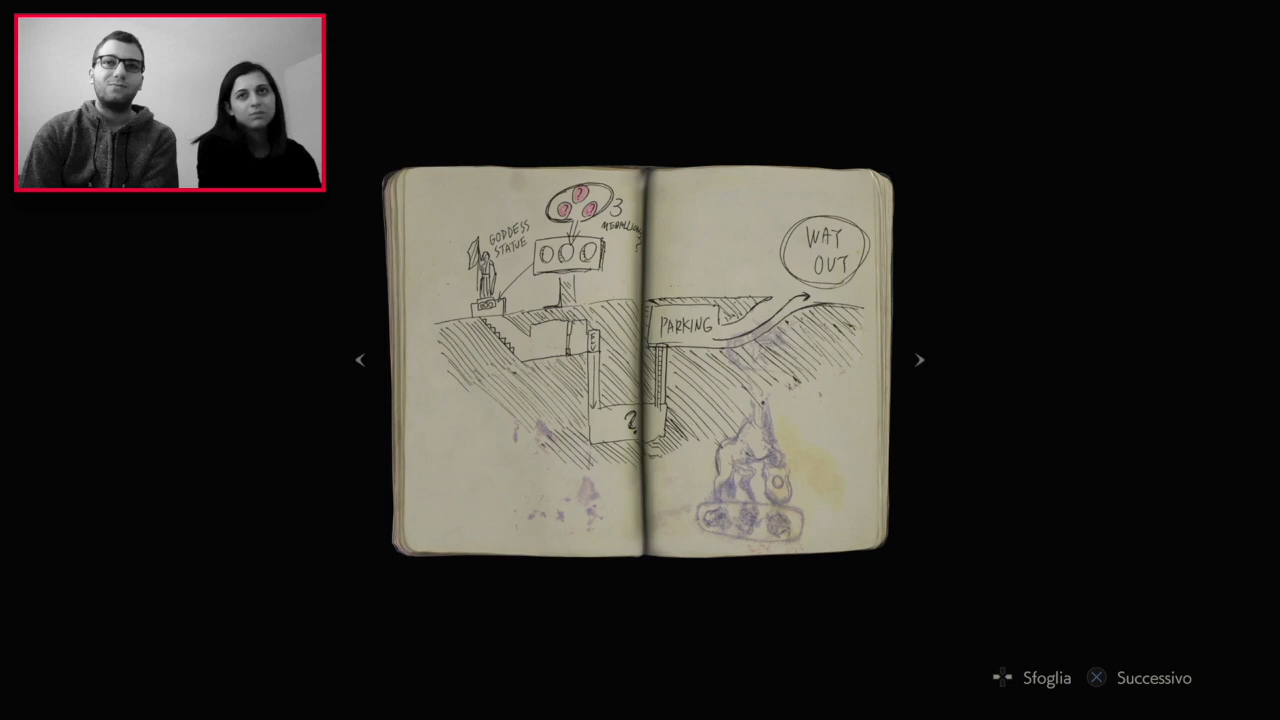 3
MEDALLIONS
?
GODDESS
STATUE
WAY
OUT
PARKING
?
Sfoglia
Successivo